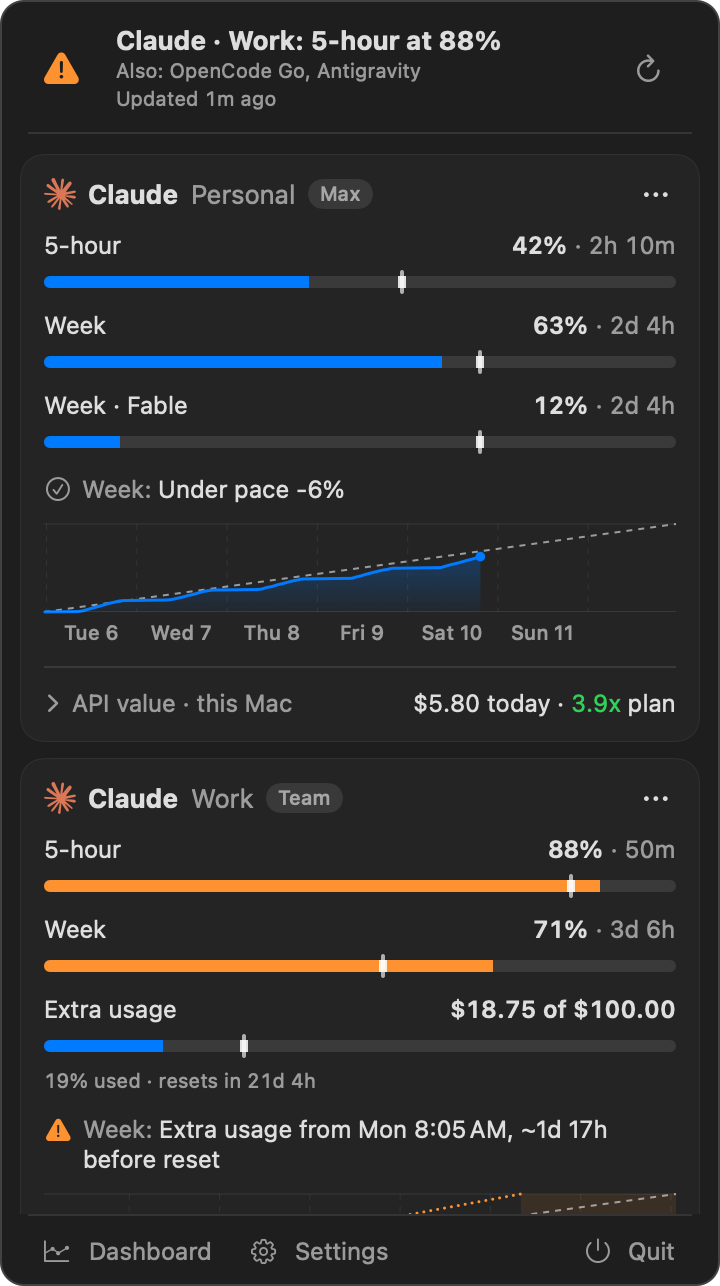 Claude · Work: 5-hour at 88%
Also: OpenCode Go, Antigravity
Updated 1m ago
Claude Personal Max
5-hour 42% · 2h 10m
Week 63% · 2d 4h
Week · Fable 12% · 2d 4h
Week: Under pace -6%
Tue 6 Wed 7 Thu 8 Fri 9 Sat 10 Sun 11
API value · this Mac $5.80 today · 3.9x plan
Claude Work Team
5-hour 88% · 50m
Week 71% · 3d 6h
Extra usage $18.75 of $100.00
19% used · resets in 21d 4h
Week: Extra usage from Mon 8:05 AM, ~1d 17h
before reset
Dashboard Settings Quit